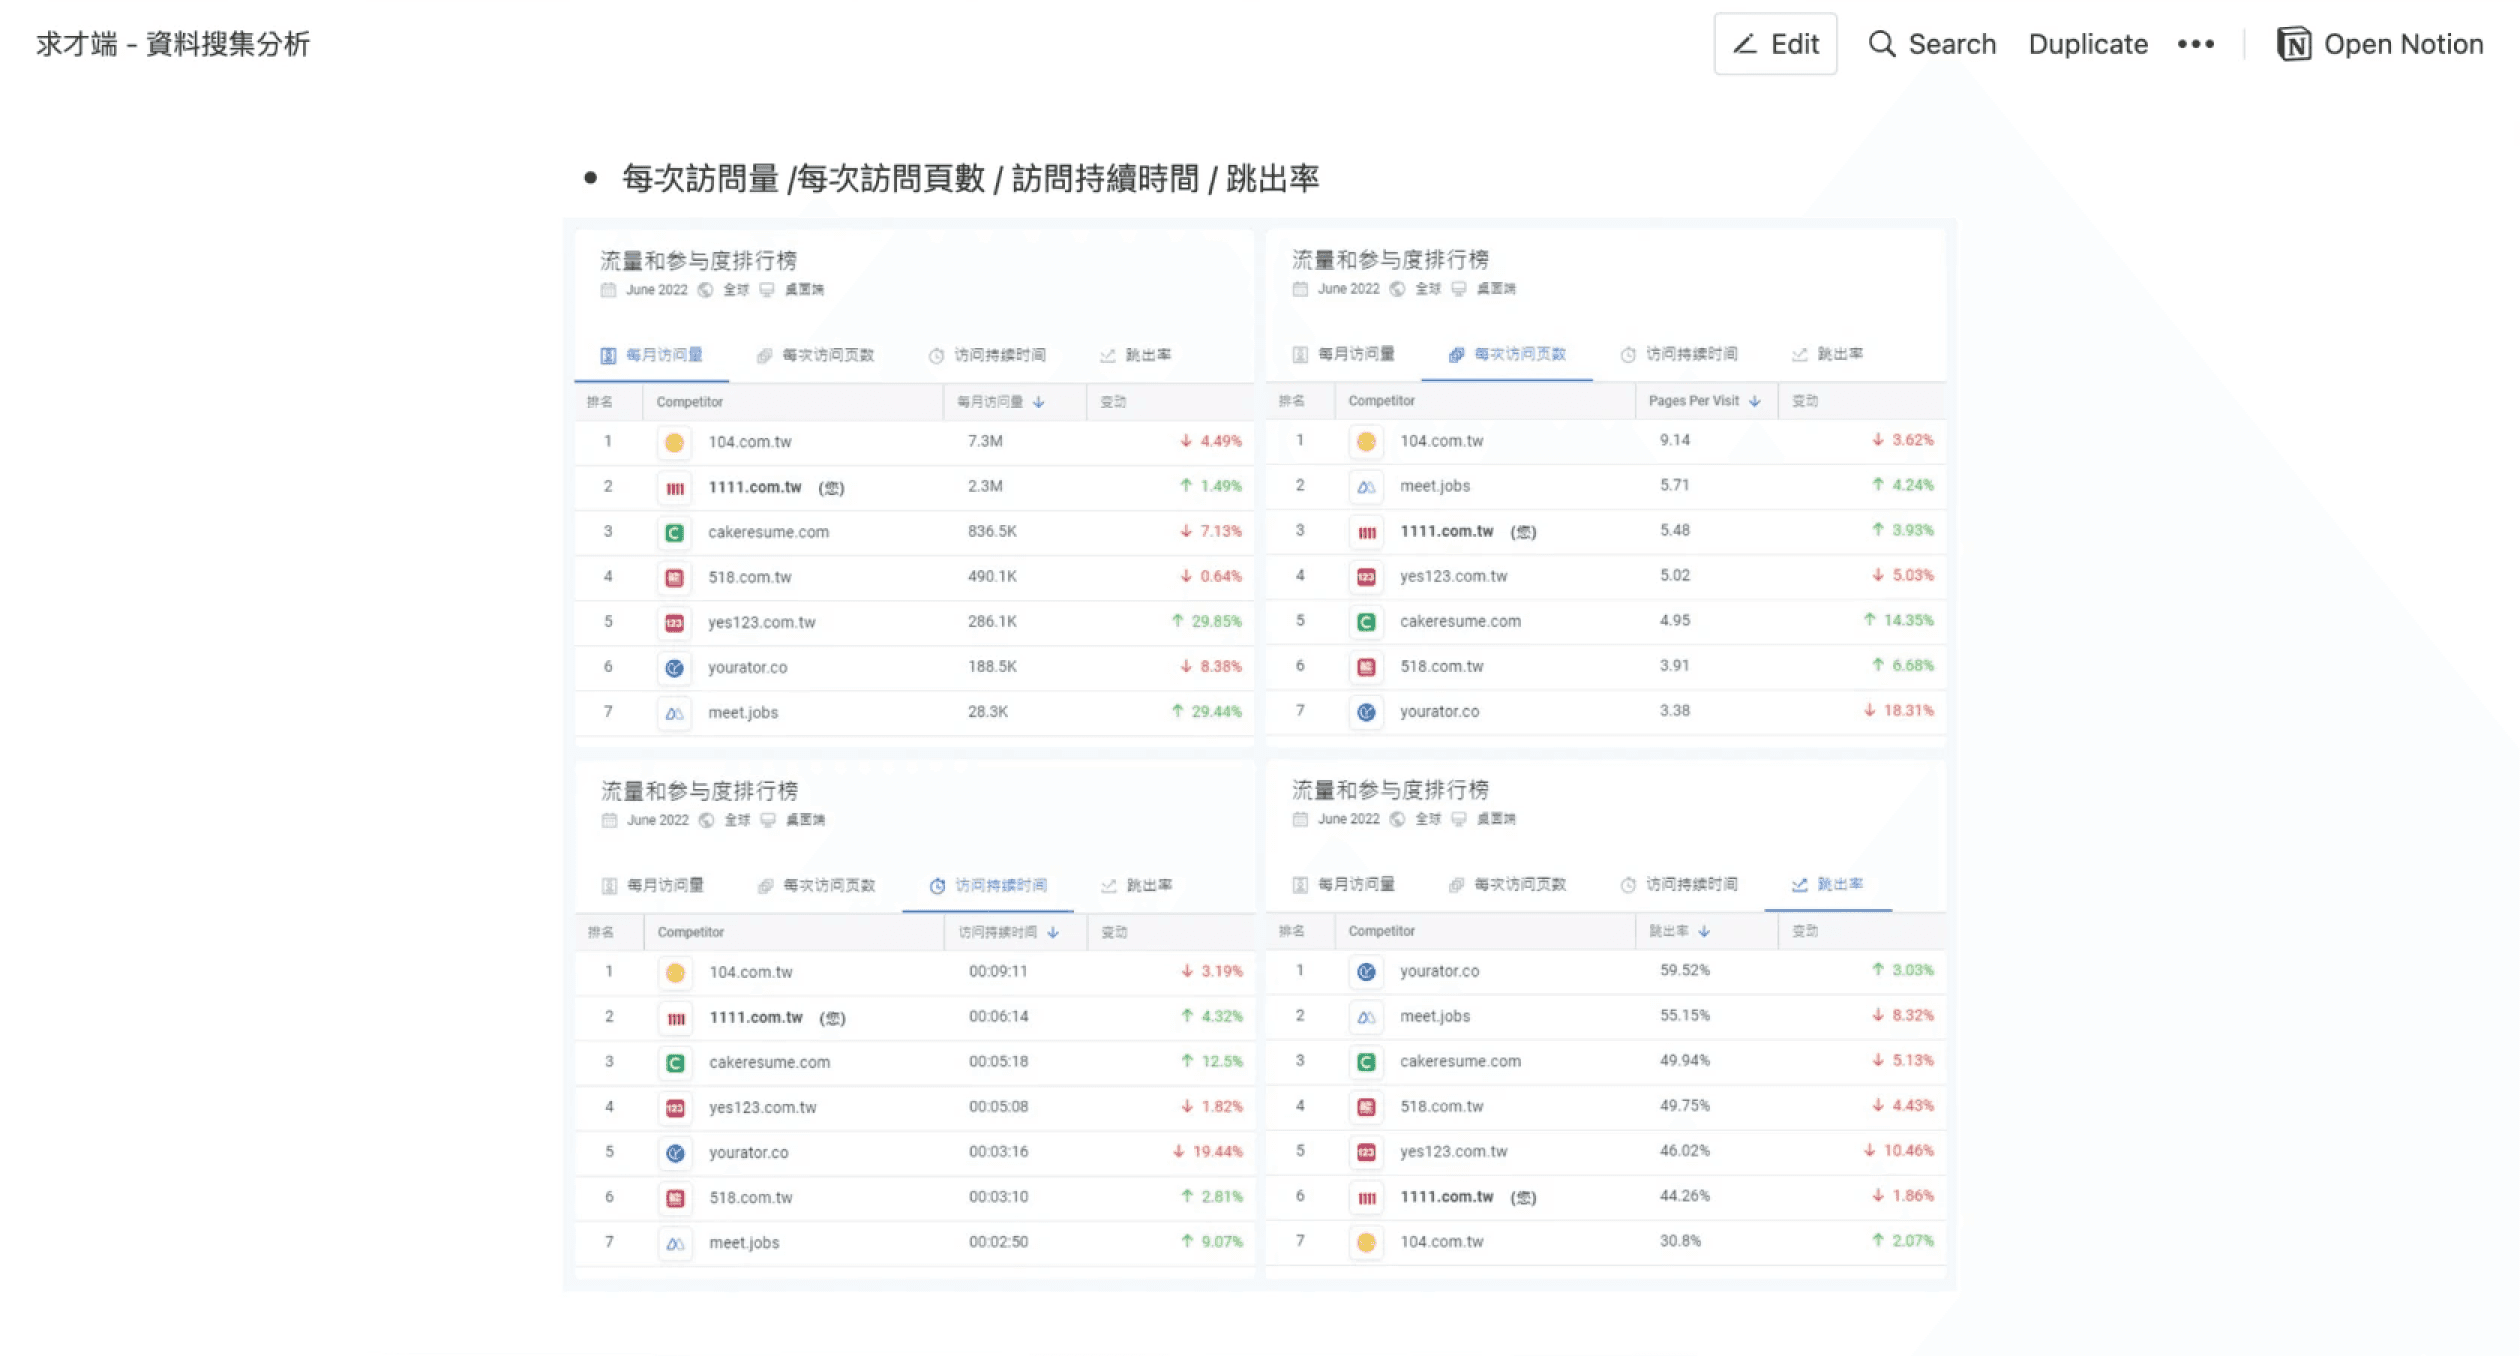 求才端 - 資料搜集分析
Edit
Search
Duplicate
•••
Open Notion
• 每次訪問量 /每次訪問頁數 / 訪問持續時間 / 跳出率
流量和参与度排行榜
June 2022 全球 桌面端
每月访问量 每次访问页数 访问持续时间 跳出率
排名 Competitor 每月访问量 ↓ 变动
1 104.com.tw 7.3M ↓ 4.49%
2 1111.com.tw (您) 2.3M ↑ 1.49%
3 cakeresume.com 836.5K ↓ 7.13%
4 518.com.tw 490.1K ↓ 0.64%
5 123 yes123.com.tw 286.1K ↑ 29.85%
6 yourator.co 188.5K ↓ 8.38%
7 meet.jobs 28.3K ↑ 29.44%
流量和参与度排行榜
June 2022 全球 桌面端
每月访问量 每次访问页数 访问持续时间 跳出率
排名 Competitor Pages Per Visit ↓ 变动
1 104.com.tw 9.14 ↓ 3.62%
2 meet.jobs 5.71 ↑ 4.24%
3 1111.com.tw (您) 5.48 ↑ 3.93%
4 123 yes123.com.tw 5.02 ↓ 5.03%
5 cakeresume.com 4.95 ↑ 14.35%
6 518.com.tw 3.91 ↑ 6.68%
7 yourator.co 3.38 ↓ 18.31%
流量和参与度排行榜
June 2022 全球 桌面端
每月访问量 每次访问页数 访问持续时间 跳出率
排名 Competitor 访问持续时间 ↓ 变动
1 104.com.tw 00:09:11 ↓ 3.19%
2 1111.com.tw (您) 00:06:14 ↑ 4.32%
3 cakeresume.com 00:05:18 ↑ 12.5%
4 123 yes123.com.tw 00:05:08 ↓ 1.82%
5 yourator.co 00:03:16 ↓ 19.44%
6 518.com.tw 00:03:10 ↑ 2.81%
7 meet.jobs 00:02:50 ↑ 9.07%
流量和参与度排行榜
June 2022 全球 桌面端
每月访问量 每次访问页数 访问持续时间 跳出率
排名 Competitor 跳出率 ↓ 变动
1 yourator.co 59.52% ↑ 3.03%
2 meet.jobs 55.15% ↓ 8.32%
3 cakeresume.com 49.94% ↓ 5.13%
4 518.com.tw 49.75% ↓ 4.43%
5 123 yes123.com.tw 46.02% ↓ 10.46%
6 1111.com.tw (您) 44.26% ↓ 1.86%
7 104.com.tw 30.8% ↑ 2.07%